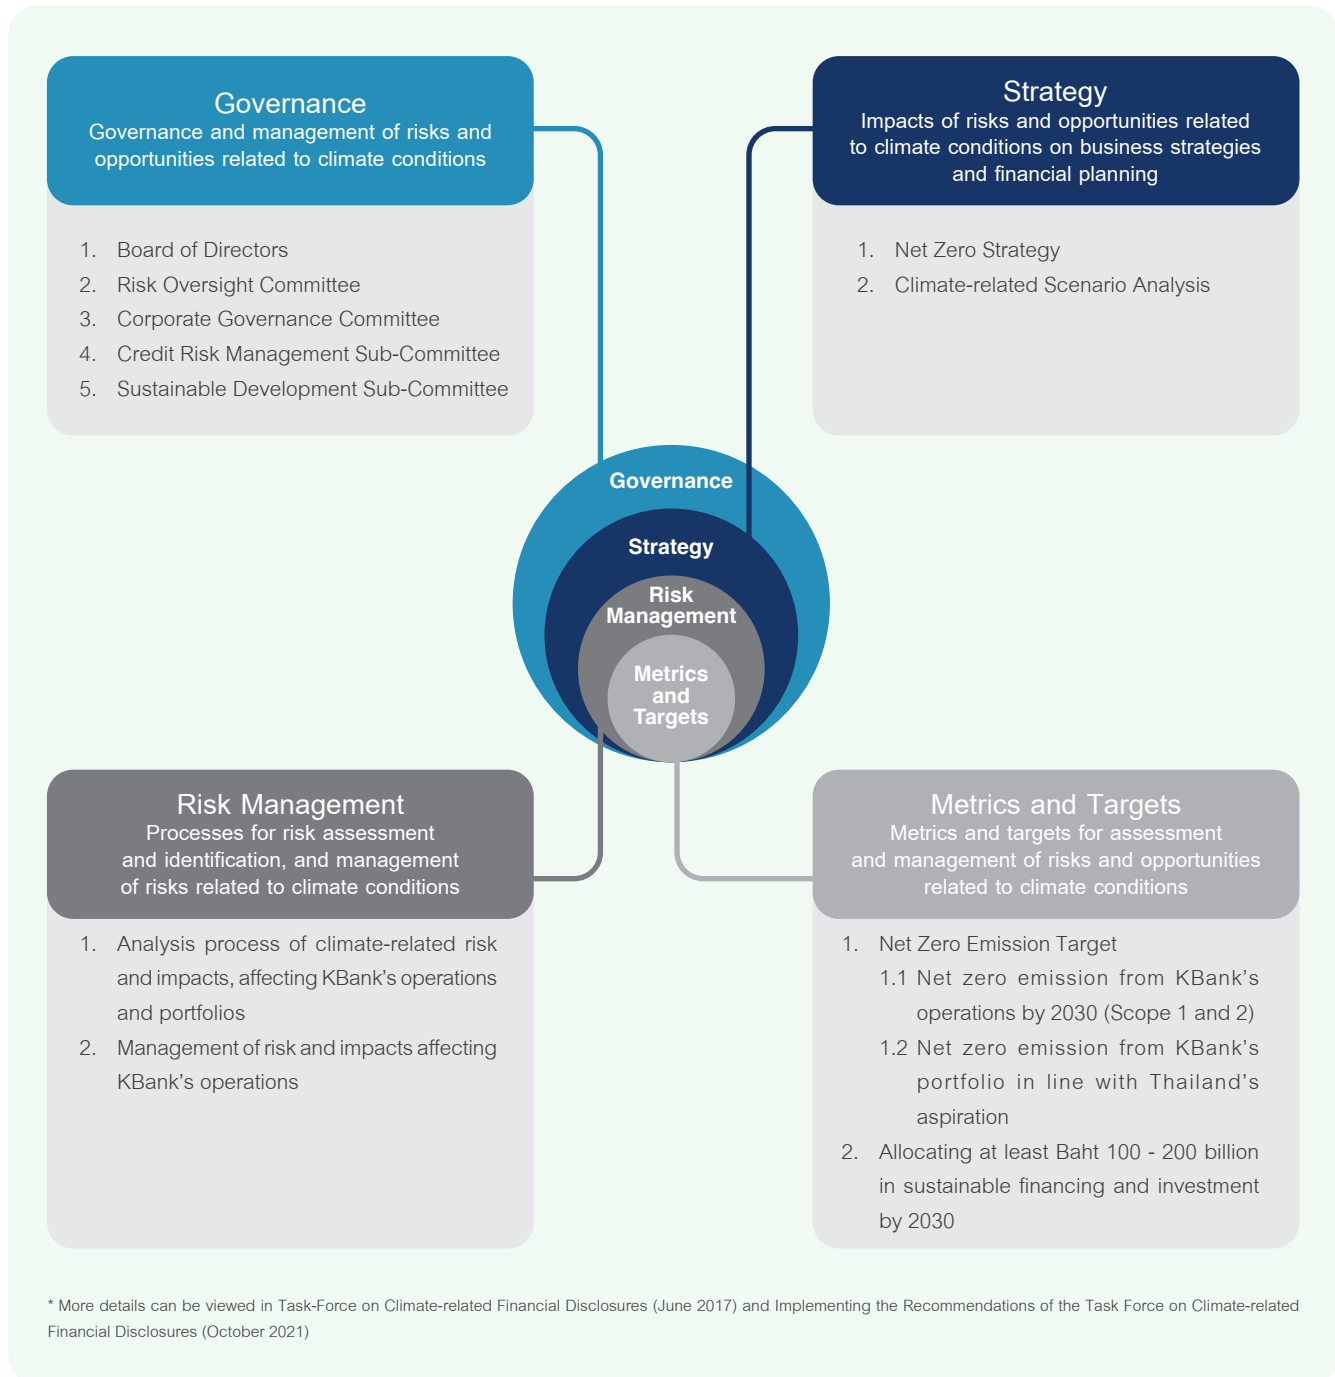 Governance
Governance and management of risks and
opportunities related to climate conditions
1. Board of Directors
2. Risk Oversight Committee
3. Corporate Governance Committee
4. Credit Risk Management Sub-Committee
5. Sustainable Development Sub-Committee
Strategy
Impacts of risks and opportunities related
to climate conditions on business strategies
and financial planning
1. Net Zero Strategy
2. Climate-related Scenario Analysis
Governance
Strategy
Risk
Management
Metrics
and
Targets
Risk Management
Processes for risk assessment
and identification, and management
of risks related to climate conditions
1. Analysis process of climate-related risk
and impacts, affecting KBank’s operations
and portfolios
2. Management of risk and impacts affecting
KBank’s operations
Metrics and Targets
Metrics and targets for assessment
and management of risks and opportunities
related to climate conditions
1. Net Zero Emission Target
1.1 Net zero emission from KBank’s
operations by 2030 (Scope 1 and 2)
1.2 Net zero emission from KBank’s
portfolio in line with Thailand’s
aspiration
2. Allocating at least Baht 100 - 200 billion
in sustainable financing and investment
by 2030
* More details can be viewed in Task-Force on Climate-related Financial Disclosures (June 2017) and Implementing the Recommendations of the Task Force on Climate-related
Financial Disclosures (October 2021)